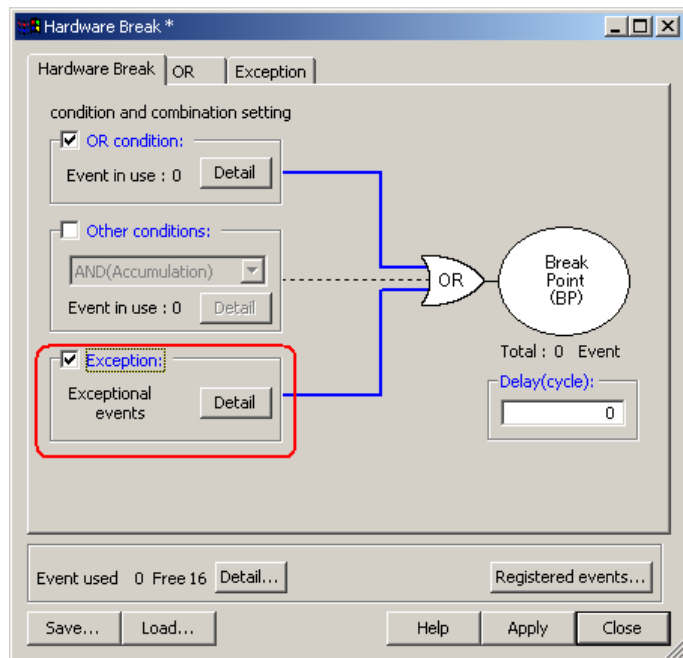 Hardware Break *
Hardware Break OR Exception
condition and combination setting
OR condition:
Event in use : 0 Detail
Other conditions:
AND(Accumulation)
Event in use : 0 Detail
Exception:
Exceptional
events
Detail
OR
Break
Point
(BP)
Total : 0 Event
Delay(cycle):
0
Event used 0 Free 16 Detail... Registered events...
Save... Load... Help Apply Close